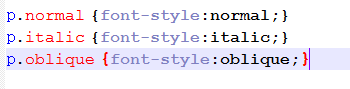 p.normal {font-style:normal;}
p.italic {font-style:italic;}
p.oblique {font-style:oblique;}